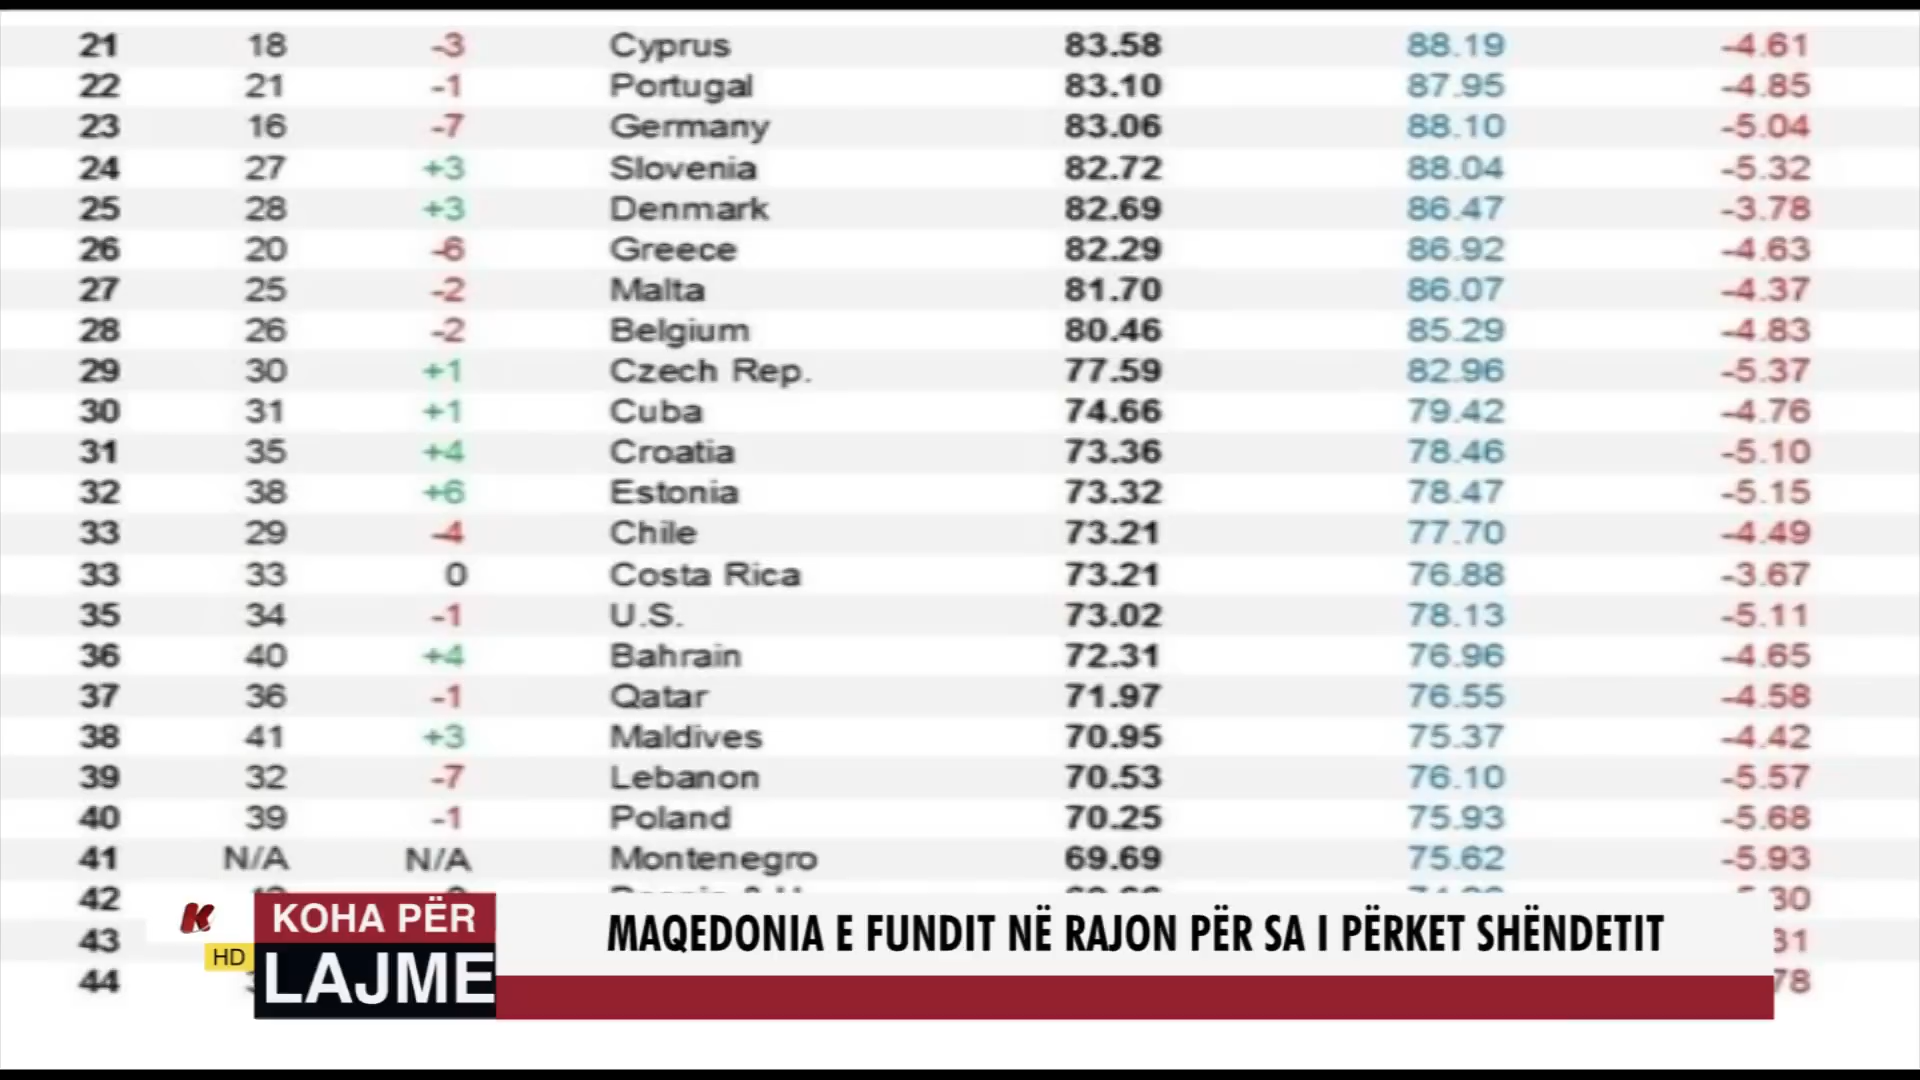 21 18 -3 Cyprus 83.58 88.19 -4.61
22 21 -1 Portugal 83.10 87.95 -4.85
23 16 -7 Germany 83.06 88.10 -5.04
24 27 +3 Slovenia 82.72 88.04 -5.32
25 28 +3 Denmark 82.69 86.47 -3.78
26 20 -6 Greece 82.29 86.92 -4.63
27 25 -2 Malta 81.70 86.07 -4.37
28 26 -2 Belgium 80.46 85.29 -4.83
29 30 +1 Czech Rep. 77.59 82.96 -5.37
30 31 +1 Cuba 74.66 79.42 -4.76
31 35 +4 Croatia 73.36 78.46 -5.10
32 38 +6 Estonia 73.32 78.47 -5.15
33 29 -4 Chile 73.21 77.70 -4.49
33 33 0 Costa Rica 73.21 76.88 -3.67
35 34 -1 U.S. 73.02 78.13 -5.11
36 40 +4 Bahrain 72.31 76.96 -4.65
37 36 -1 Qatar 71.97 76.55 -4.58
38 41 +3 Maldives 70.95 75.37 -4.42
39 32 -7 Lebanon 70.53 76.10 -5.57
40 39 -1 Poland 70.25 75.93 -5.68
41 N/A N/A Montenegro 69.69 75.62 -5.93
42
43
44
K
HD
KOHA PËR
LAJME
MAQEDONIA E FUNDIT NË RAJON PËR SA I PËRKET SHËNDETIT